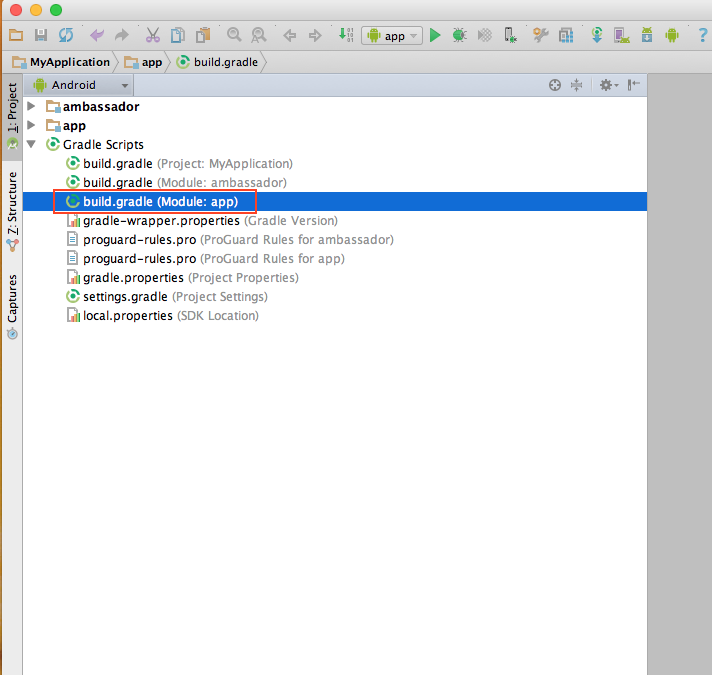 app
MyApplication
app
build.gradle
1: Project
Android
ambassador
app
Gradle Scripts
build.gradle (Project: MyApplication)
build.gradle (Module: ambassador)
build.gradle (Module: app)
gradle-wrapper.properties (Gradle Version)
proguard-rules.pro (ProGuard Rules for ambassador)
proguard-rules.pro (ProGuard Rules for app)
gradle.properties (Project Properties)
settings.gradle (Project Settings)
local.properties (SDK Location)
Z: Structure
Captures